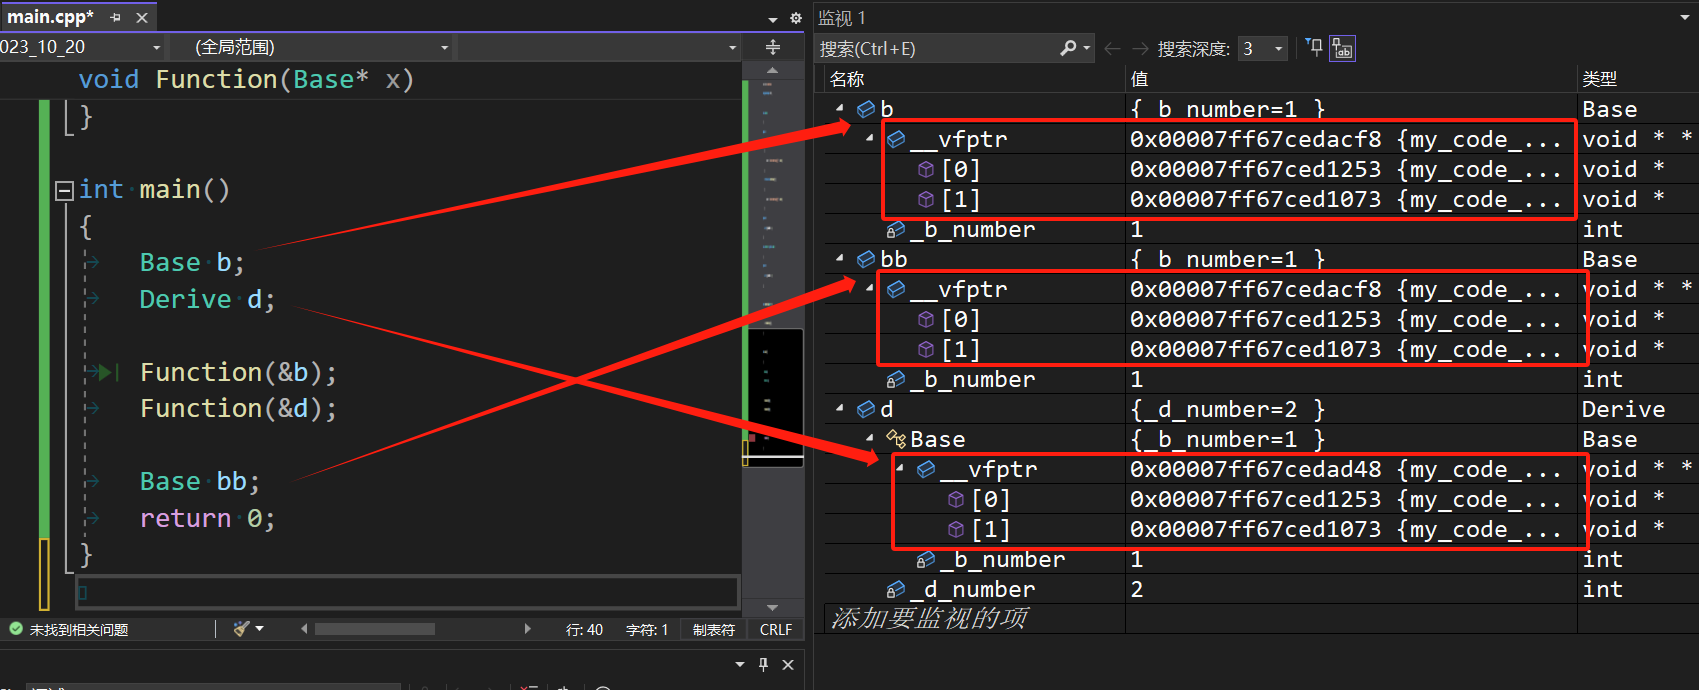 main.cpp*
023_10_20
(全局范围)
void Function(Base* x)
}
int main()
{
Base b;
Derive d;
Function(&b);
Function(&d);
Base bb;
return 0;
}
未找到相关问题
行: 40
字符: 1
制表符
CRLF
监视 1
搜索(Ctrl+E)
搜索深度: 3
名称 值 类型
b { b number=1 } Base
__vfptr 0x00007ff67cedacf8 {my_code_... void * *
[0] 0x00007ff67ced1253 {my_code_... void *
[1] 0x00007ff67ced1073 {my_code_... void *
_b_number 1 int
bb { b number=1 } Base
__vfptr 0x00007ff67cedacf8 {my_code_... void * *
[0] 0x00007ff67ced1253 {my_code_... void *
[1] 0x00007ff67ced1073 {my_code_... void *
_b_number 1 int
d {_d_number=2 } Derive
Base {_b_number=1 } Base
__vfptr 0x00007ff67cedad48 {my_code_... void * *
[0] 0x00007ff67ced1253 {my_code_... void *
[1] 0x00007ff67ced1073 {my_code_... void *
_b_number 1 int
_d_number 2 int
添加要监视的项